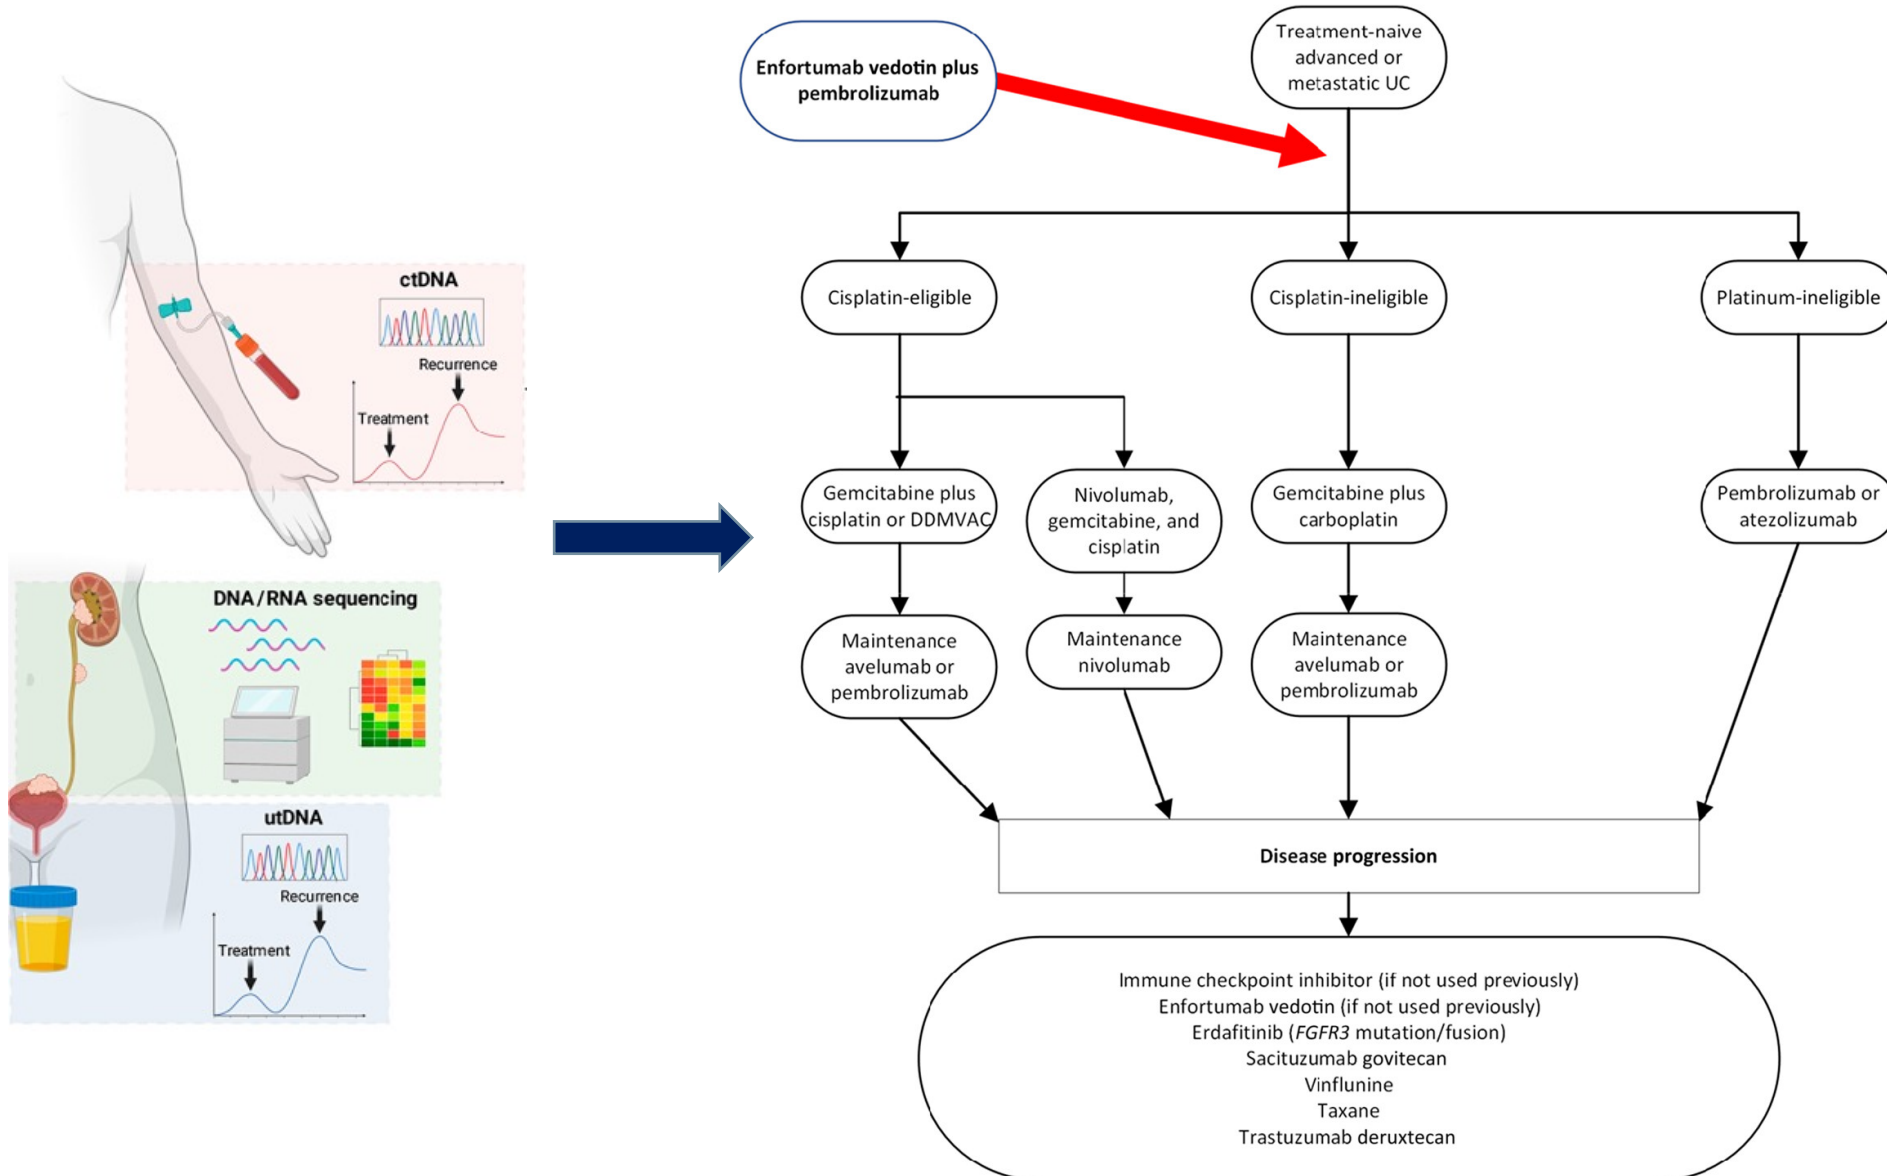 ctDNA
Recurrence
Treatment
DNA/RNA sequencing
utDNA
Recurrence
Treatment
Enfortumab vedotin plus
pembrolizumab
Treatment-naive
advanced or
metastatic UC
Cisplatin-eligible
Cisplatin-ineligible
Platinum-ineligible
Gemcitabine plus
cisplatin or DDMVAC
Nivolumab,
gemcitabine, and
cisplatin
Gemcitabine plus
carboplatin
Pembrolizumab or
atezolizumab
Maintenance
avelumab or
pembrolizumab
Maintenance
nivolumab
Maintenance
avelumab or
pembrolizumab
Disease progression
Immune checkpoint inhibitor (if not used previously)
Enfortumab vedotin (if not used previously)
Erdafitinib (FGFR3 mutation/fusion)
Sacituzumab govitecan
Vinflunine
Taxane
Trastuzumab deruxtecan